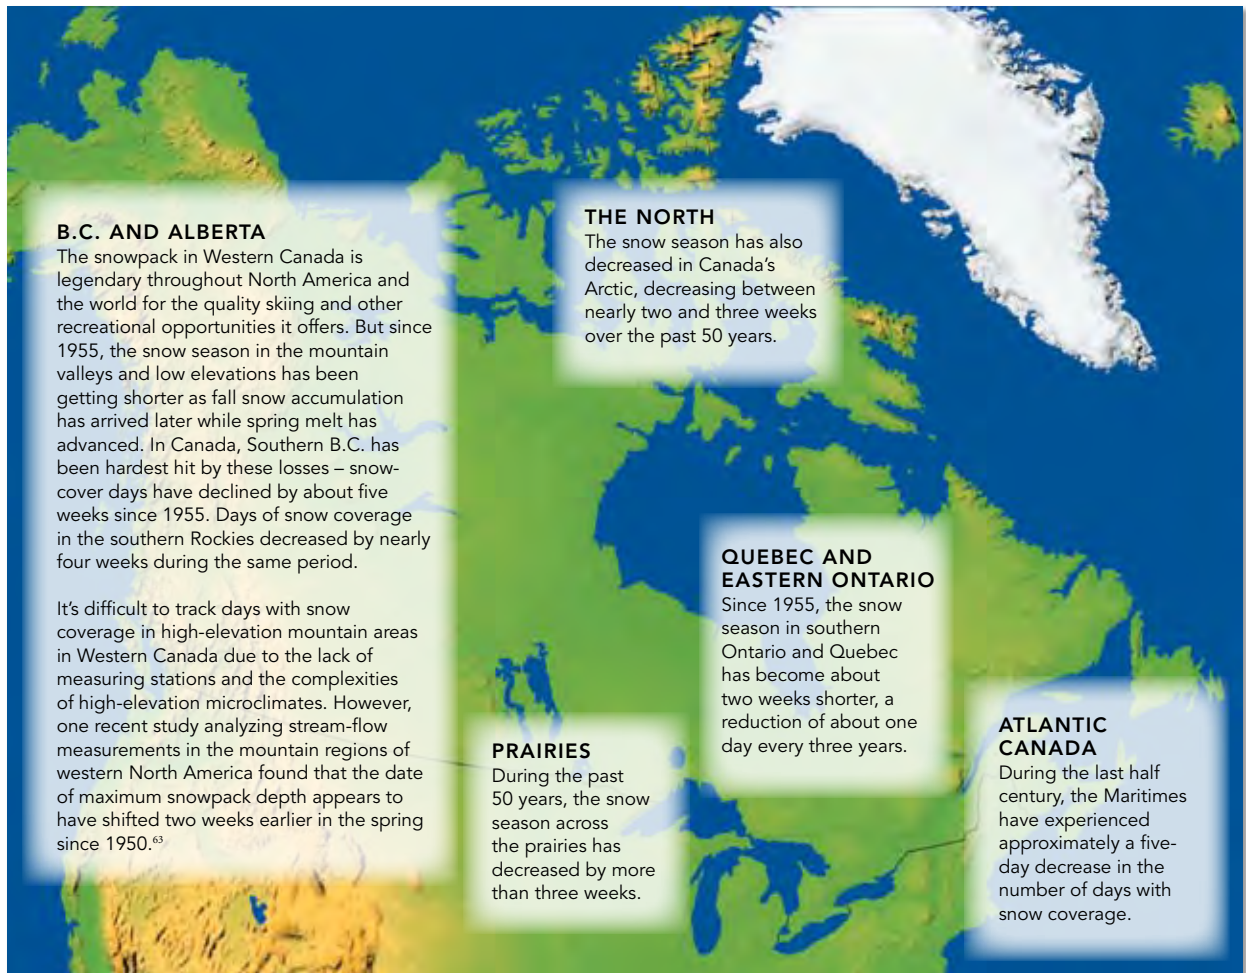 B.C. AND ALBERTA
The snowpack in Western Canada is
legendary throughout North America and
the world for the quality skiing and other
recreational opportunities it offers. But since
1955, the snow season in the mountain
valleys and low elevations has been
getting shorter as fall snow accumulation
has arrived later while spring melt has
advanced. In Canada, Southern B.C. has
been hardest hit by these losses – snow-
cover days have declined by about five
weeks since 1955. Days of snow coverage
in the southern Rockies decreased by nearly
four weeks during the same period.
It’s difficult to track days with snow
coverage in high-elevation mountain areas
in Western Canada due to the lack of
measuring stations and the complexities
of high-elevation microclimates. However,
one recent study analyzing stream-flow
measurements in the mountain regions of
western North America found that the date
of maximum snowpack depth appears to
have shifted two weeks earlier in the spring
since 1950.63
THE NORTH
The snow season has also
decreased in Canada’s
Arctic, decreasing between
nearly two and three weeks
over the past 50 years.
QUEBEC AND
EASTERN ONTARIO
Since 1955, the snow
season in southern
Ontario and Quebec
has become about
two weeks shorter, a
reduction of about one
day every three years.
PRAIRIES
During the past
50 years, the snow
season across
the prairies has
decreased by more
than three weeks.
ATLANTIC
CANADA
During the last half
century, the Maritimes
have experienced
approximately a five-
day decrease in the
number of days with
snow coverage.